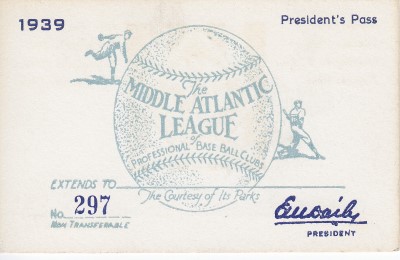 1939
President's Pass
The
MIDDLE ATLANTIC
LEAGUE
of
PROFESSIONAL BASE BALL CLUBS
EXTENDS TO
The Courtesy of Its Parks
No. 297
NON TRANSFERABLE
PRESIDENT